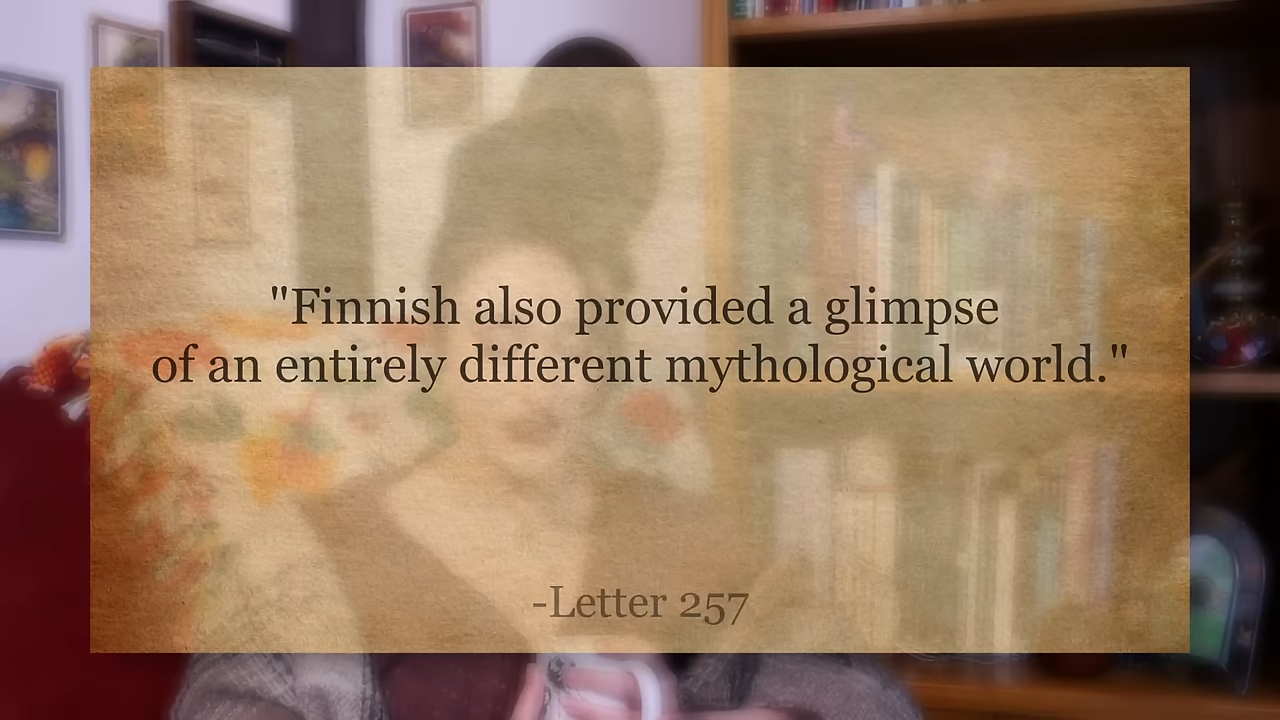 "Finnish also provided a glimpse
of an entirely different mythological world."
-Letter 257